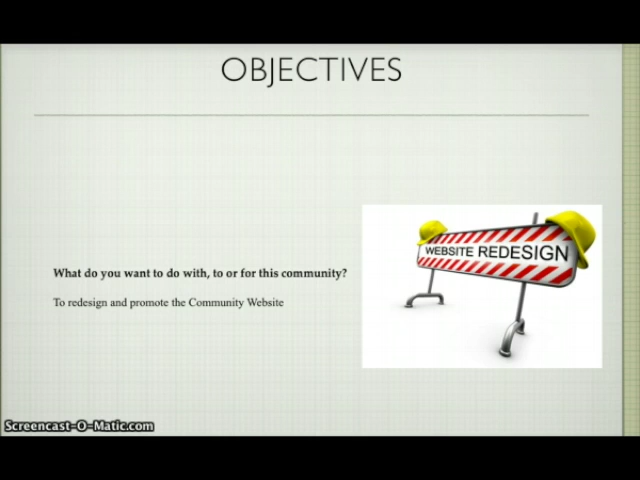 OBJECTIVES
WEBSITE REDESIGN
What do you want to do with, to or for this community?
To redesign and promote the Community Website
Screencast-O-Matic.com